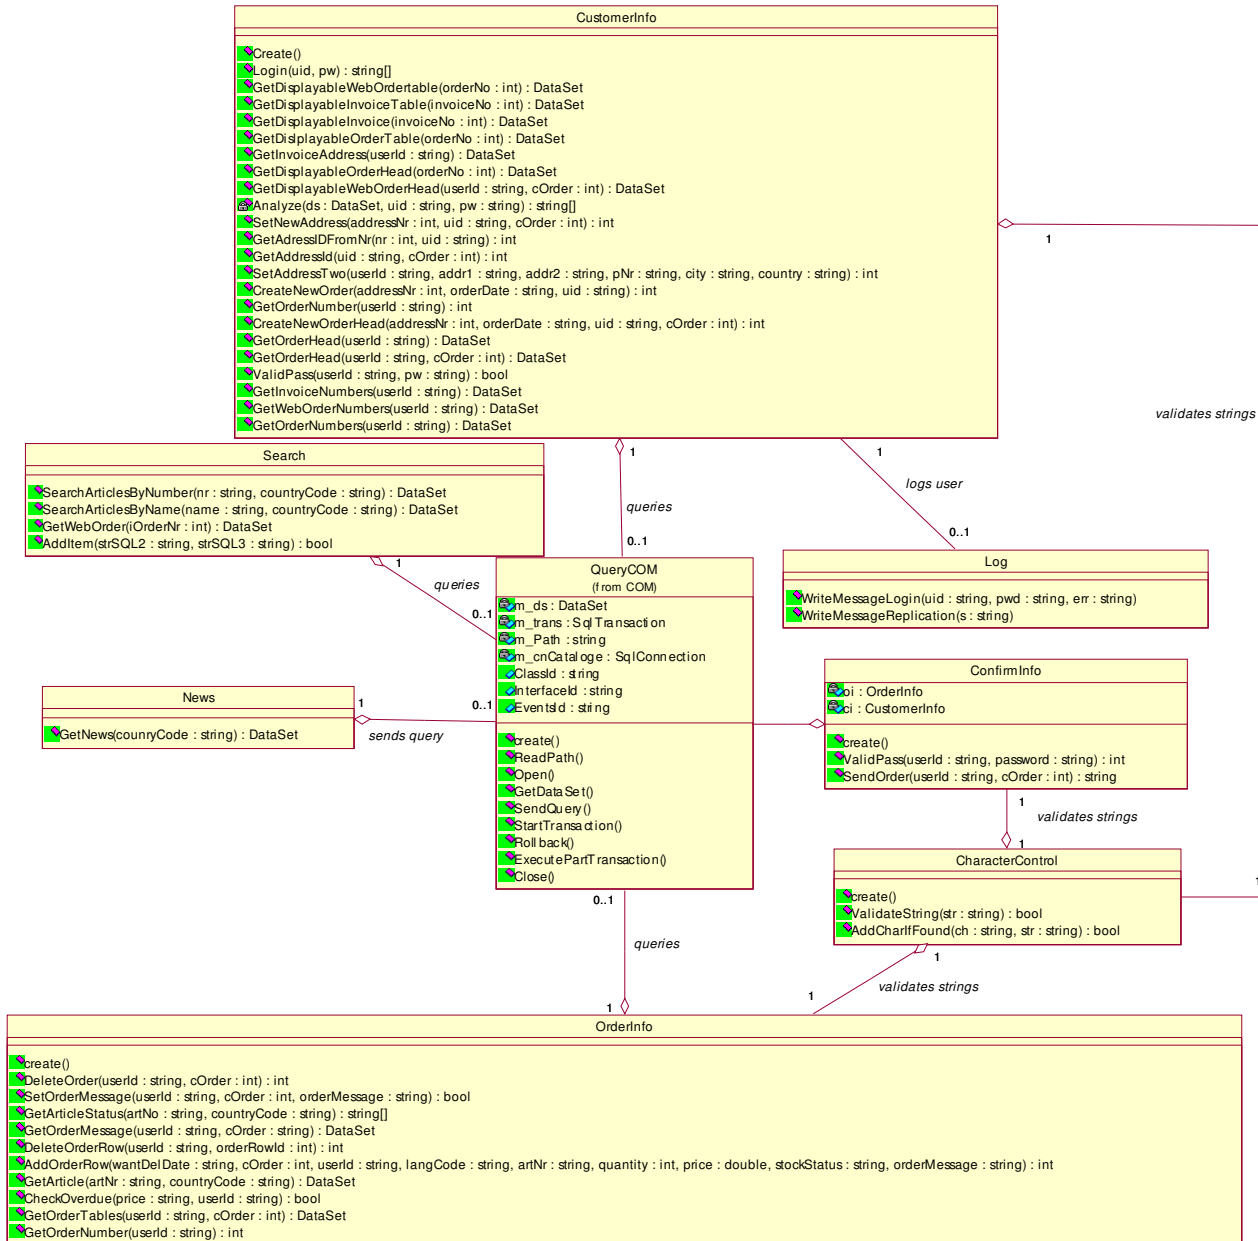 CustomerInfo
Create()
Login(uid, pw) : string[]
GetDisplayableWebOrdertable(orderNo : int) : DataSet
GetDisplayableInvoiceTable(invoiceNo : int) : DataSet
GetDisplayableInvoice(invoiceNo : int) : DataSet
GetDislplayableOrderTable(orderNo : int) : DataSet
GetInvoiceAddress(userId : string) : DataSet
GetDisplayableOrderHead(orderNo : int) : DataSet
GetDisplayableWebOrderHead(userId : string, cOrder : int) : DataSet
Analyze(ds : DataSet, uid : string, pw : string) : string[]
SetNewAddress(addressNr : int, uid : string, cOrder : int) : int
GetAdressIDFromNr(nr : int, uid : string) : int
GetAddressId(uid : string, cOrder : int) : int
SetAddressTwo(userId : string, addr1 : string, addr2 : string, pNr : string, city : string, country : string) : int
CreateNewOrder(addressNr : int, orderDate : string, uid : string) : int
GetOrderNumber(userId : string) : int
CreateNewOrderHead(addressNr : int, orderDate : string, uid : string, cOrder : int) : int
GetOrderHead(userId : string) : DataSet
GetOrderHead(userId : string, cOrder : int) : DataSet
ValidPass(userId : string, pw : string) : bool
GetInvoiceNumbers(userId : string) : DataSet
GetWebOrderNumbers(userId : string) : DataSet
GetOrderNumbers(userId : string) : DataSet
1
validates strings
1
queries
0..1
1
logs user
0..1
Search
SearchArticlesByNumber(nr : string, countryCode : string) : DataSet
SearchArticlesByName(name : string, countryCode : string) : DataSet
GetWebOrder(iOrderNr : int) : DataSet
AddItem(strSQL2 : string, strSQL3 : string) : bool
1
queries
0..1
Log
WriteMessageLogin(uid : string, pwd : string, err : string)
WriteMessageReplication(s : string)
QueryCOM
(from COM)
m_ds : DataSet
m_trans : SqlTransaction
m_Path : string
m_cnCataloge : SqlConnection
ClassId : string
InterfaceId : string
EventsId : string
create()
ReadPath()
Open()
GetDataSet()
SendQuery()
StartTransaction()
Rollback()
ExecutePartTransaction()
Close()
News
GetNews(counryCode : string) : DataSet
1
0..1
sends query
ConfirmInfo
oi : OrderInfo
ci : CustomerInfo
create()
ValidPass(userId : string, password : string) : int
SendOrder(userId : string, cOrder : int) : string
1
validates strings
1
CharacterControl
create()
ValidateString(str : string) : bool
AddCharIfFound(ch : string, str : string) : bool
1
1
validates strings
1
0..1
queries
1
OrderInfo
create()
DeleteOrder(userId : string, cOrder : int) : int
SetOrderMessage(userId : string, cOrder : int, orderMessage : string) : bool
GetArticleStatus(artNo : string, countryCode : string) : string[]
GetOrderMessage(userId : string, cOrder : string) : DataSet
DeleteOrderRow(userId : string, orderRowId : int) : int
AddOrderRow(wantDelDate : string, cOrder : int, userId : string, langCode : string, artNr : string, quantity : int, price : double, stockStatus : string, orderMessage : string) : int
GetArticle(artNr : string, countryCode : string) : DataSet
CheckOverdue(price : string, userId : string) : bool
GetOrderTables(userId : string, cOrder : int) : DataSet
GetOrderNumber(userId : string) : int